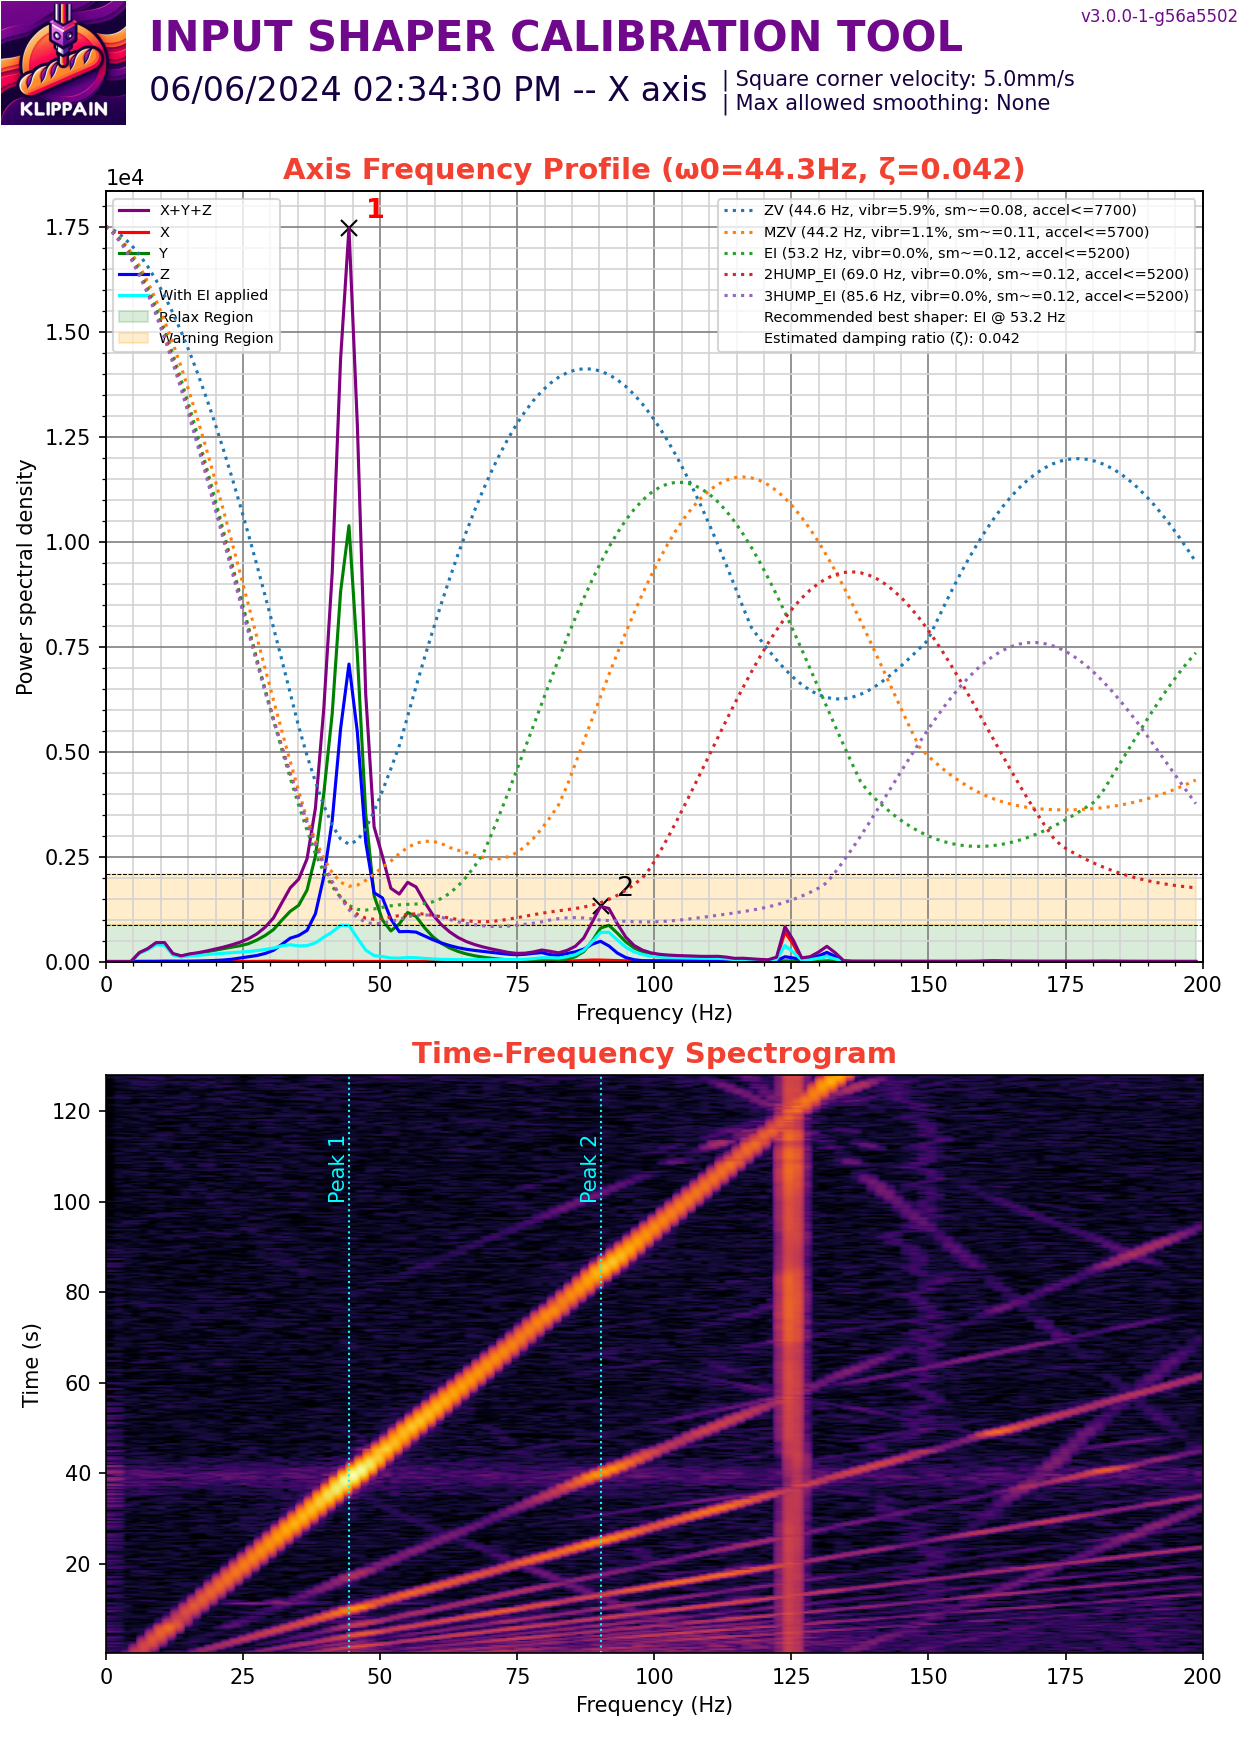 v3.0.0-1-g56a5502
INPUT SHAPER CALIBRATION TOOL
06/06/2024 02:34:30 PM -- X axis
| Square corner velocity: 5.0mm/s
| Max allowed smoothing: None
KLIPPAIN
Axis Frequency Profile (ω0=44.3Hz, ζ=0.042)
1e4
X+Y+Z
X
Y
Z
With EI applied
Relax Region
Warning Region
1
ZV (44.6 Hz, vibr=5.9%, sm~=0.08, accel<=7700)
MZV (44.2 Hz, vibr=1.1%, sm~=0.11, accel<=5700)
EI (53.2 Hz, vibr=0.0%, sm~=0.12, accel<=5200)
2HUMP_EI (69.0 Hz, vibr=0.0%, sm~=0.12, accel<=5200)
3HUMP_EI (85.6 Hz, vibr=0.0%, sm~=0.12, accel<=5200)
Recommended best shaper: EI @ 53.2 Hz
Estimated damping ratio (ζ): 0.042
Power spectral density
1.75
1.50
1.25
1.00
0.75
0.50
0.25
0.00
2
0 25 50 75 100 125 150 175 200
Frequency (Hz)
Time-Frequency Spectrogram
Time (s)
120
100
80
60
40
20
Peak 1
Peak 2
0 25 50 75 100 125 150 175 200
Frequency (Hz)